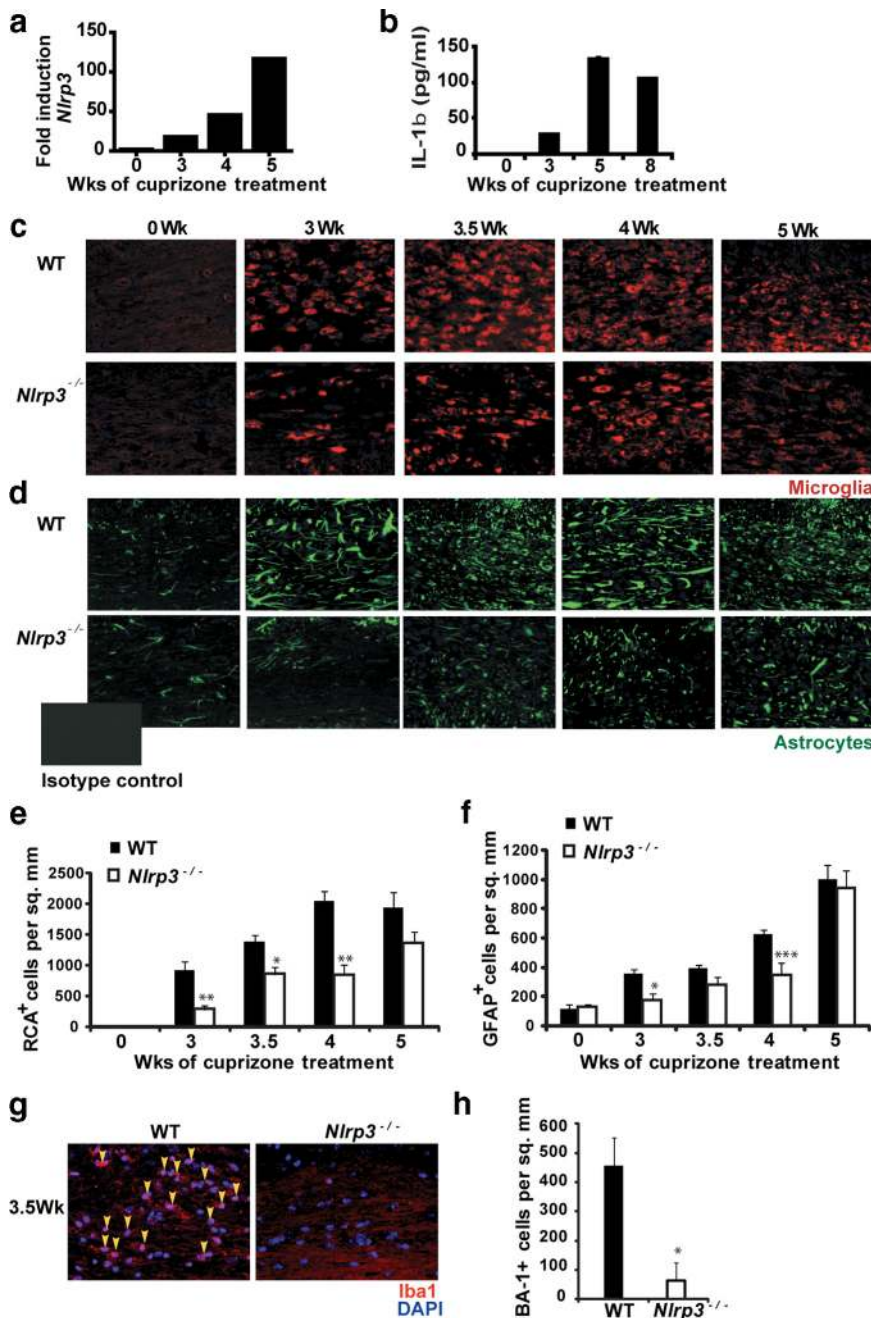 a
Fold induction
Nlrp3
150
100
50
0
0 3 4 5
Wks of cuprizone treatment
b
IL-1b (pg/ml)
150
100
50
0
0 3 5 8
Wks of cuprizone treatment
c
0 Wk 3 Wk 3.5 Wk 4 Wk 5 Wk
WT
Nlrp3-/-
Microglia
d
WT
Nlrp3-/-
Isotype control
Astrocytes
e
WT
Nlrp3-/-
RCA+ cells per sq. mm
2500
2000
1500
1000
500
0
** * **
0 3 3.5 4 5
Wks of cuprizone treatment
f
WT
Nlrp3-/-
GFAP+ cells per sq. mm
1200
1000
800
600
400
200
0
* ***
0 3 3.5 4 5
Wks of cuprizone treatment
g
WT Nlrp3-/-
3.5Wk
Iba1
DAPI
h
BA-1+ cells per sq. mm
600
500
400
300
200
100
0
*
WT Nlrp3-/-